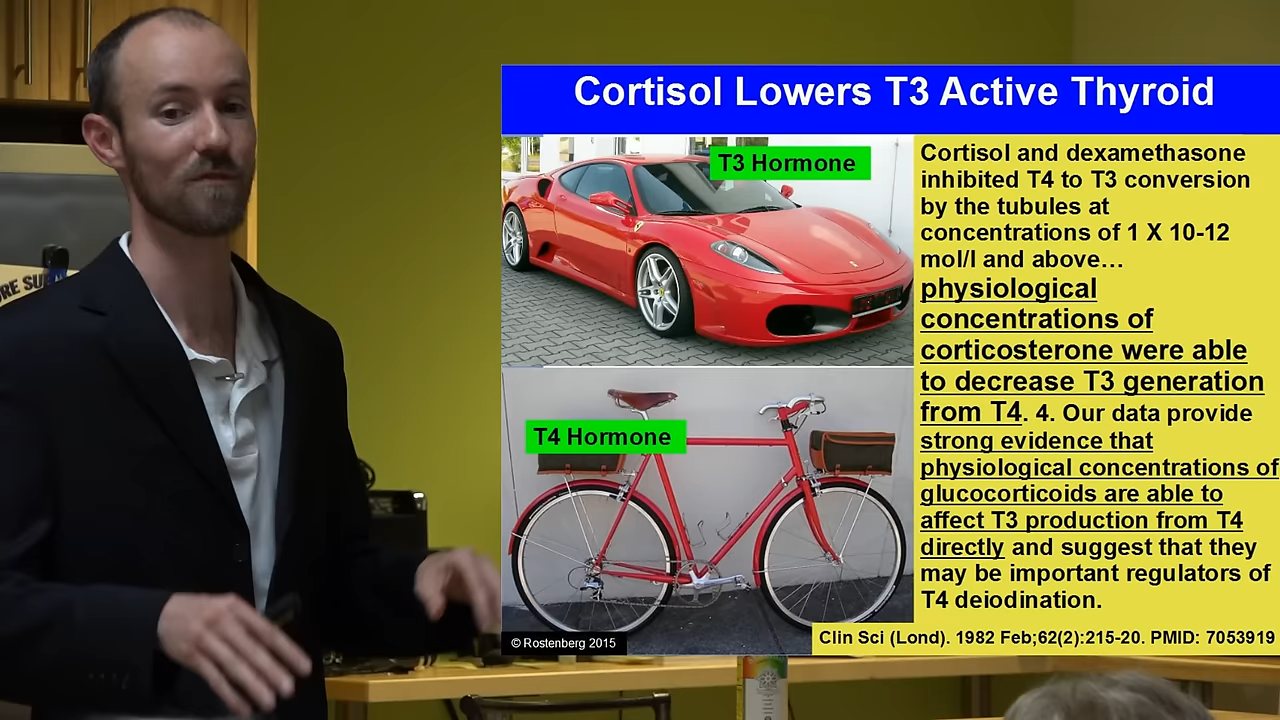 Cortisol Lowers T3 Active Thyroid
T3 Hormone
T4 Hormone
Cortisol and dexamethasone
inhibited T4 to T3 conversion
by the tubules at
concentrations of 1 X 10-12
mol/l and above…
physiological
concentrations of
corticosterone were able
to decrease T3 generation
from T4. 4. Our data provide
strong evidence that
physiological concentrations of
glucocorticoids are able to
affect T3 production from T4
directly and suggest that they
may be important regulators of
T4 deiodination.
© Rostenberg 2015
Clin Sci (Lond). 1982 Feb;62(2):215-20. PMID: 7053919